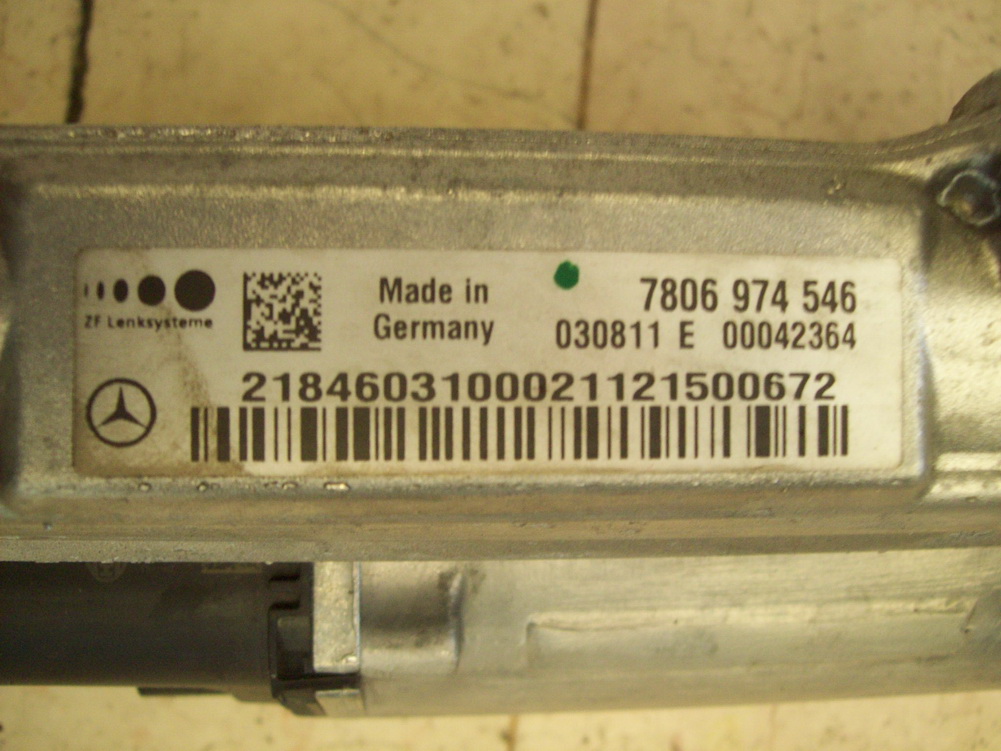 ZF Lenksysteme
Made in
Germany
7806 974 546
030811 E 00042364
2184603100021121500672